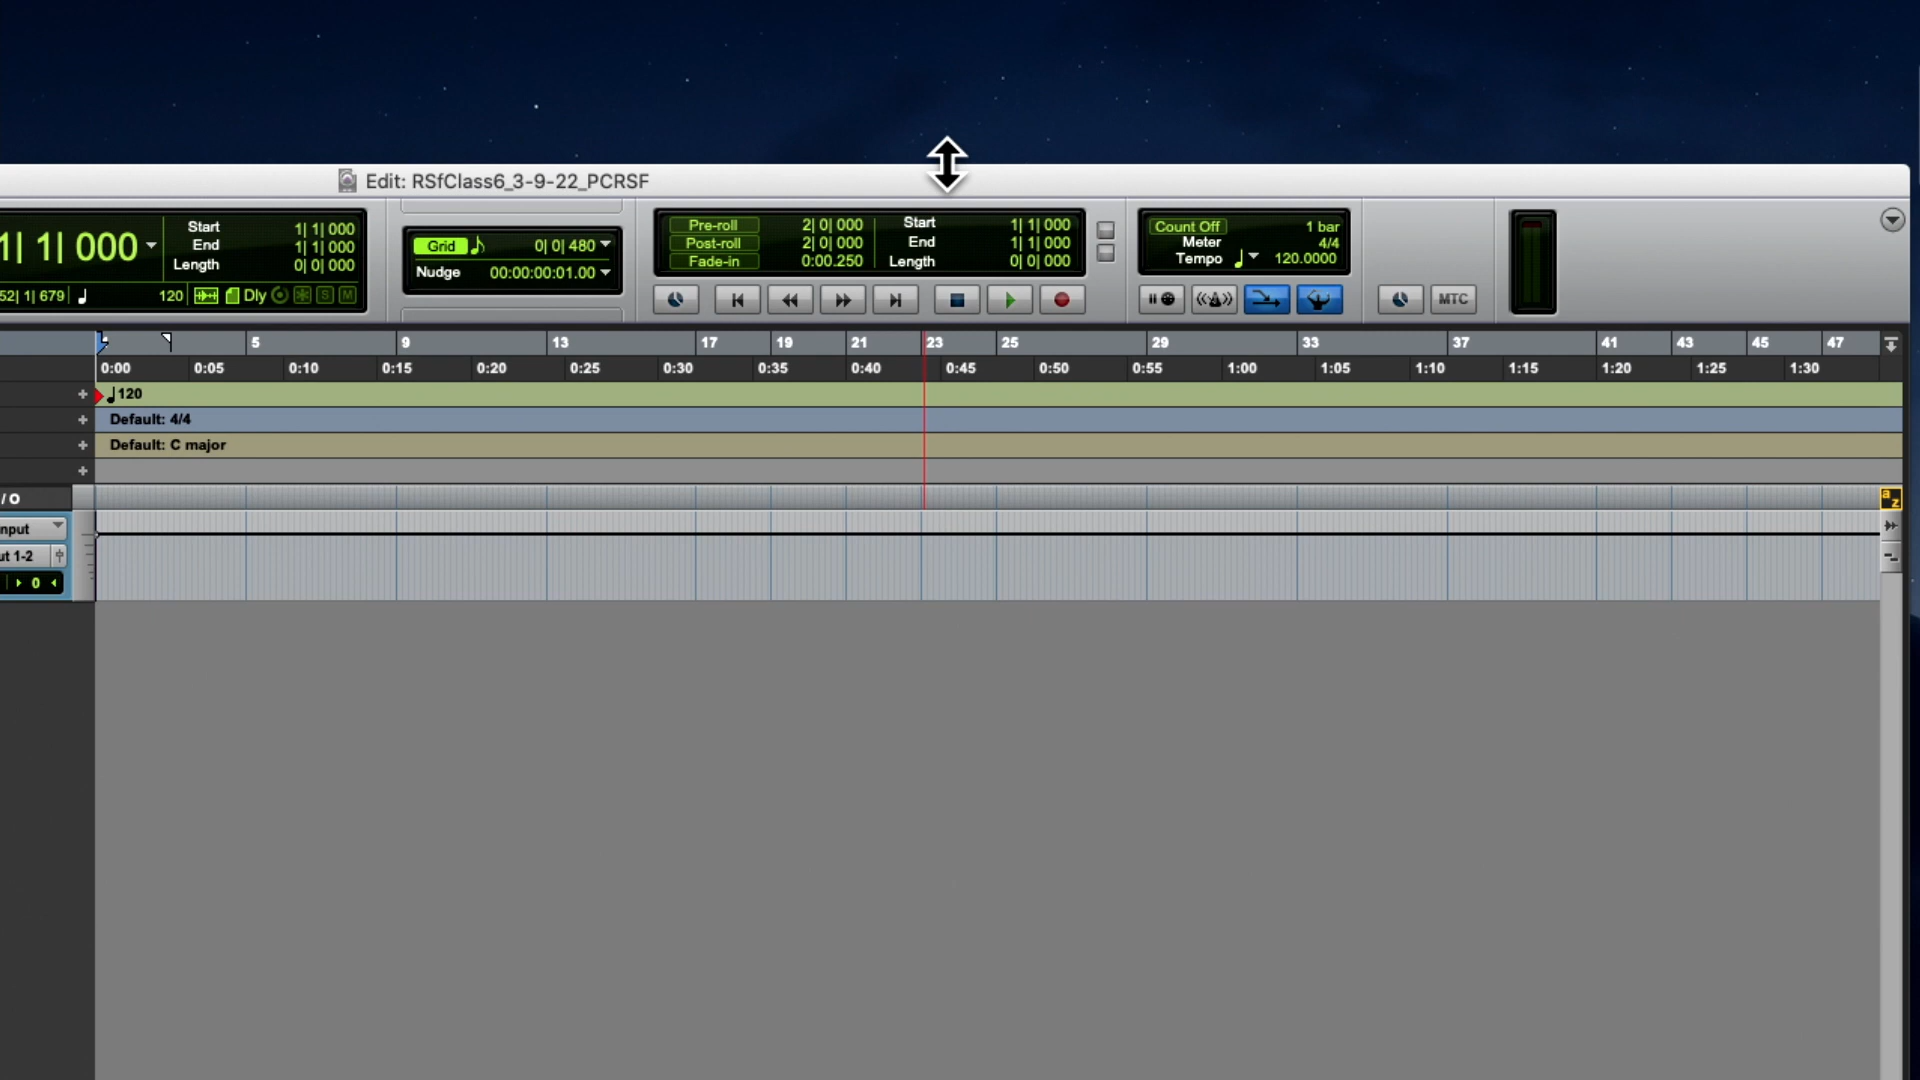 Edit: RSfClass6_3-9-22_PCRSF
1| 1| 000
Start 1| 1| 000
End 1| 1| 000
Length 0| 0| 000
52| 1| 679 120 Dly S M
Grid 0| 0| 480
Nudge 00:00:00:01.00
Pre-roll 2| 0| 000 Start 1| 1| 000
Post-roll 2| 0| 000 End 1| 1| 000
Fade-in 0:00.250 Length 0| 0| 000
Count Off 1 bar
Meter 4/4
Tempo 120.0000
MTC
5 9 13 17 19 21 23 25 29 33 37 41 43 45 47
0:00 0:05 0:10 0:15 0:20 0:25 0:30 0:35 0:40 0:45 0:50 0:55 1:00 1:05 1:10 1:15 1:20 1:25 1:30
120
Default: 4/4
Default: C major
/ O
a z
nput
ut 1-2
0